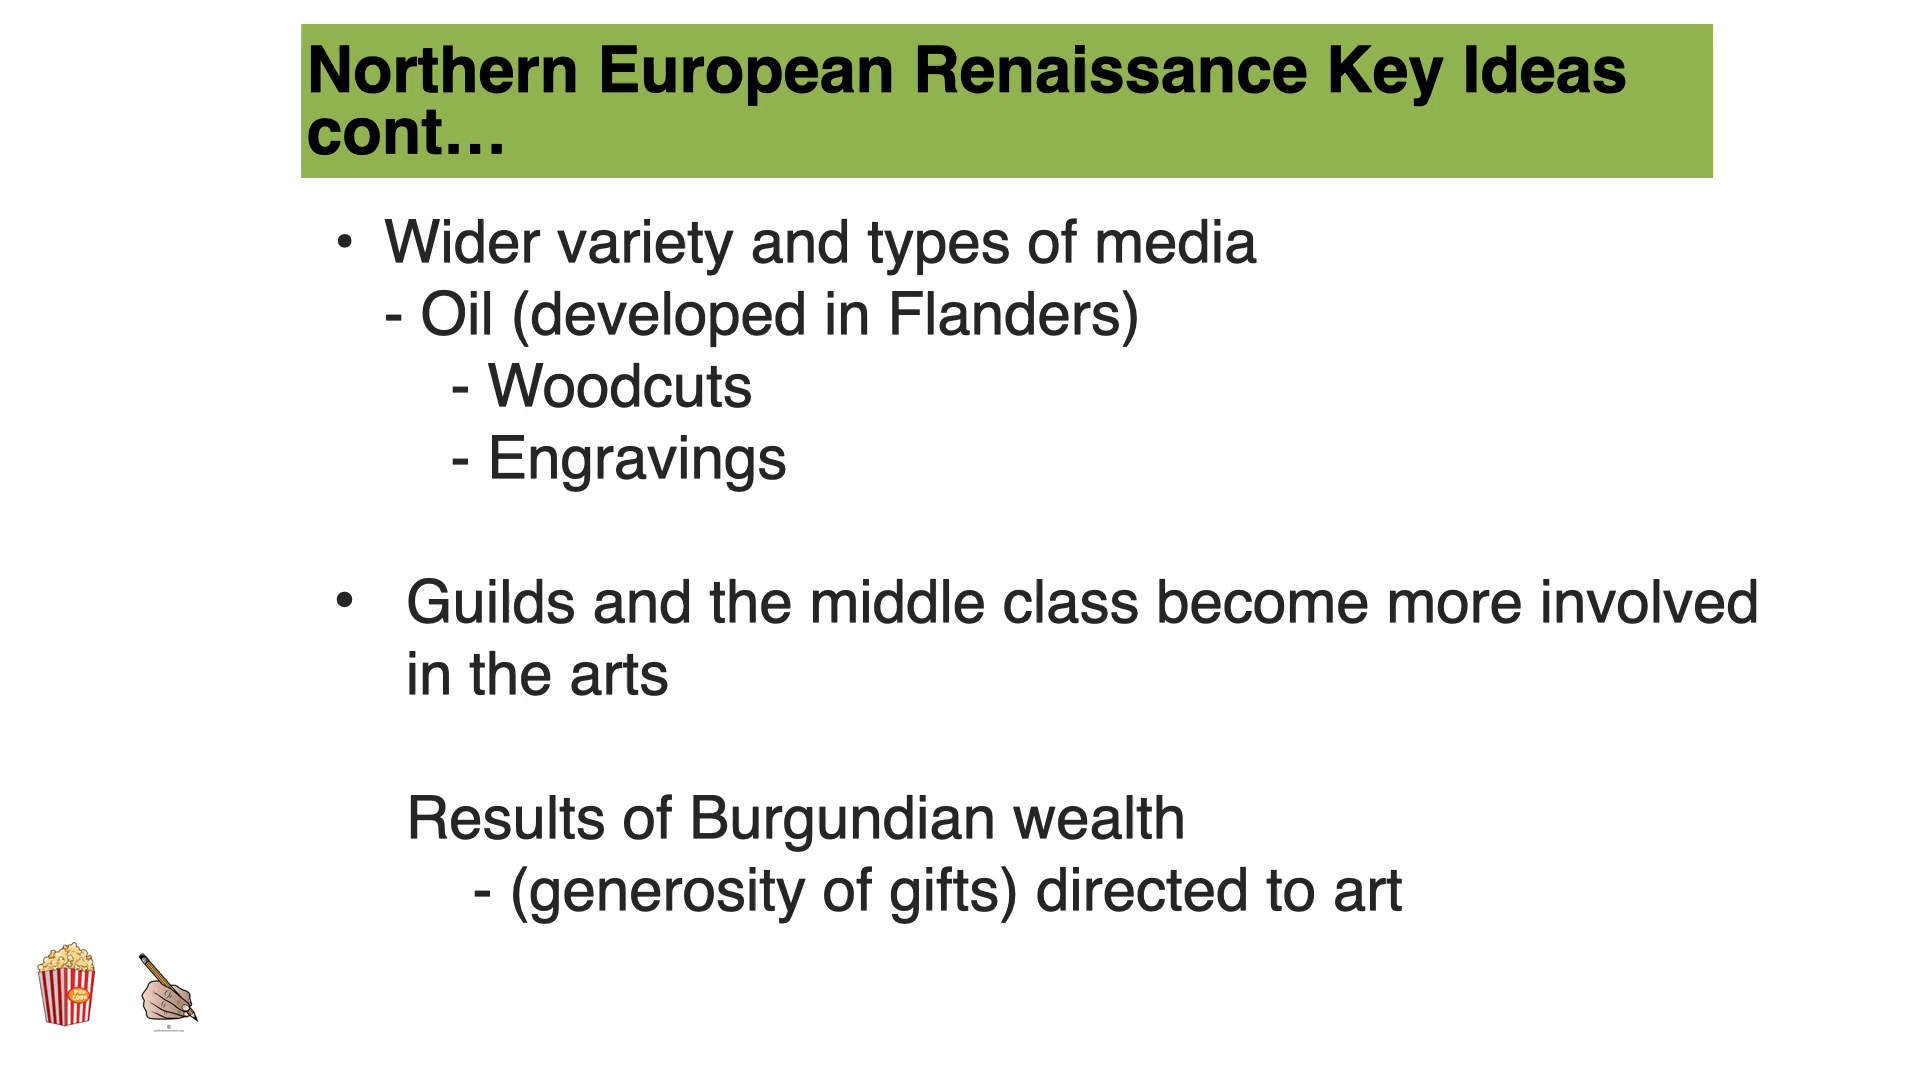 Northern European Renaissance Key Ideas
cont…
• Wider variety and types of media
- Oil (developed in Flanders)
- Woodcuts
- Engravings
• Guilds and the middle class become more involved
in the arts
Results of Burgundian wealth
- (generosity of gifts) directed to art